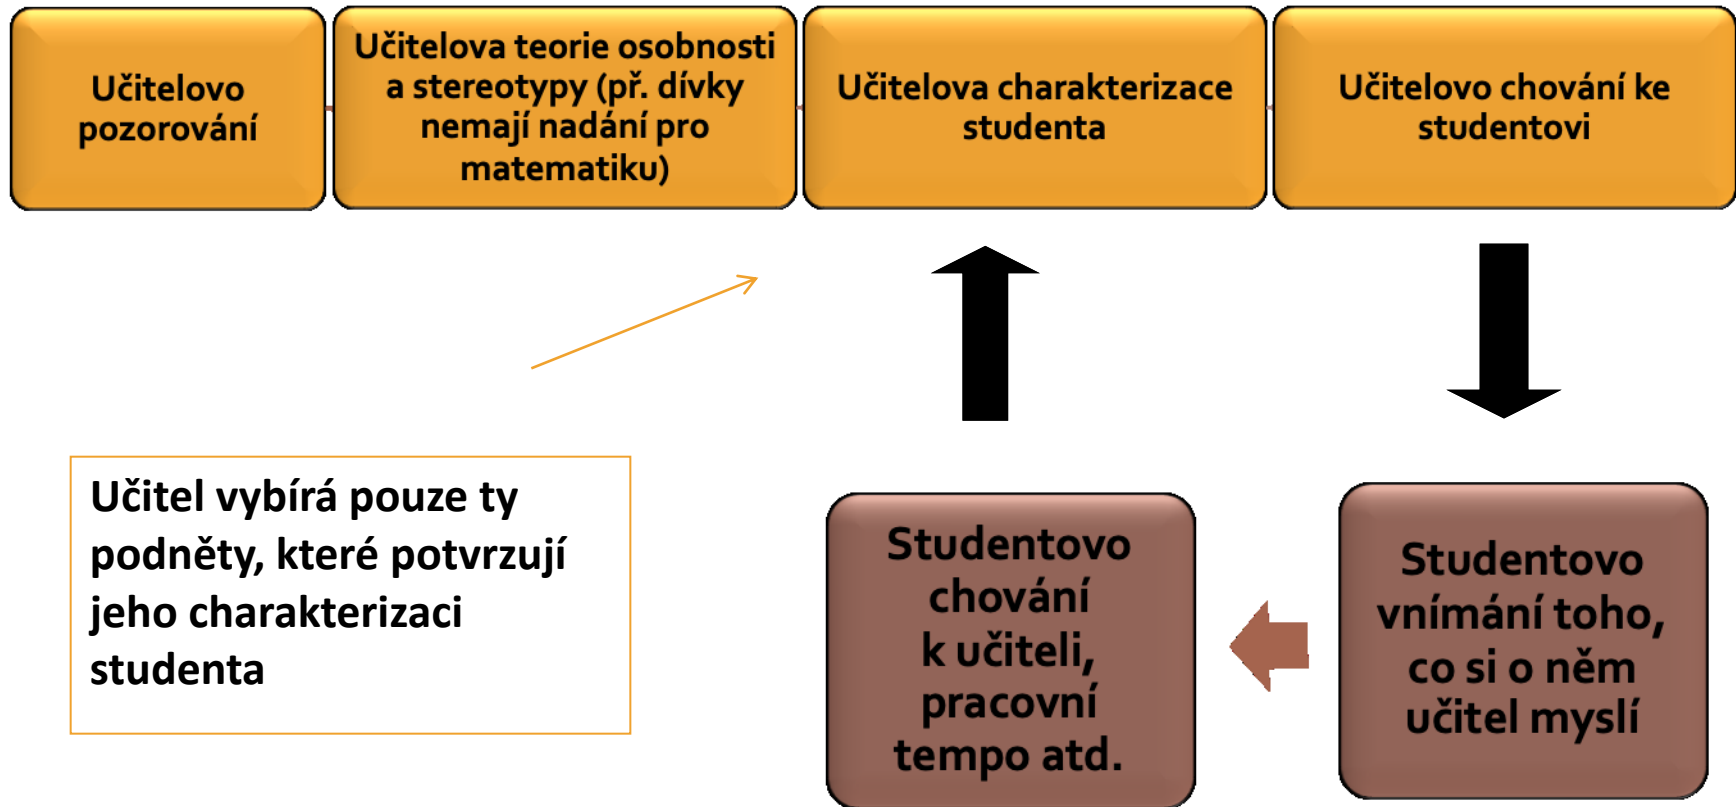 Učitelovo
pozorování
Učitelova teorie osobnosti
a stereotypy (př. dívky
nemají nadání pro
matematiku)
Učitelova charakterizace
studenta
Učitelovo chování ke
studentovi
Učitel vybírá pouze ty
podněty, které potvrzují
jeho charakterizaci
studenta
Studentovo
chování
k učiteli,
pracovní
tempo atd.
Studentovo
vnímání toho,
co si o něm
učitel myslí